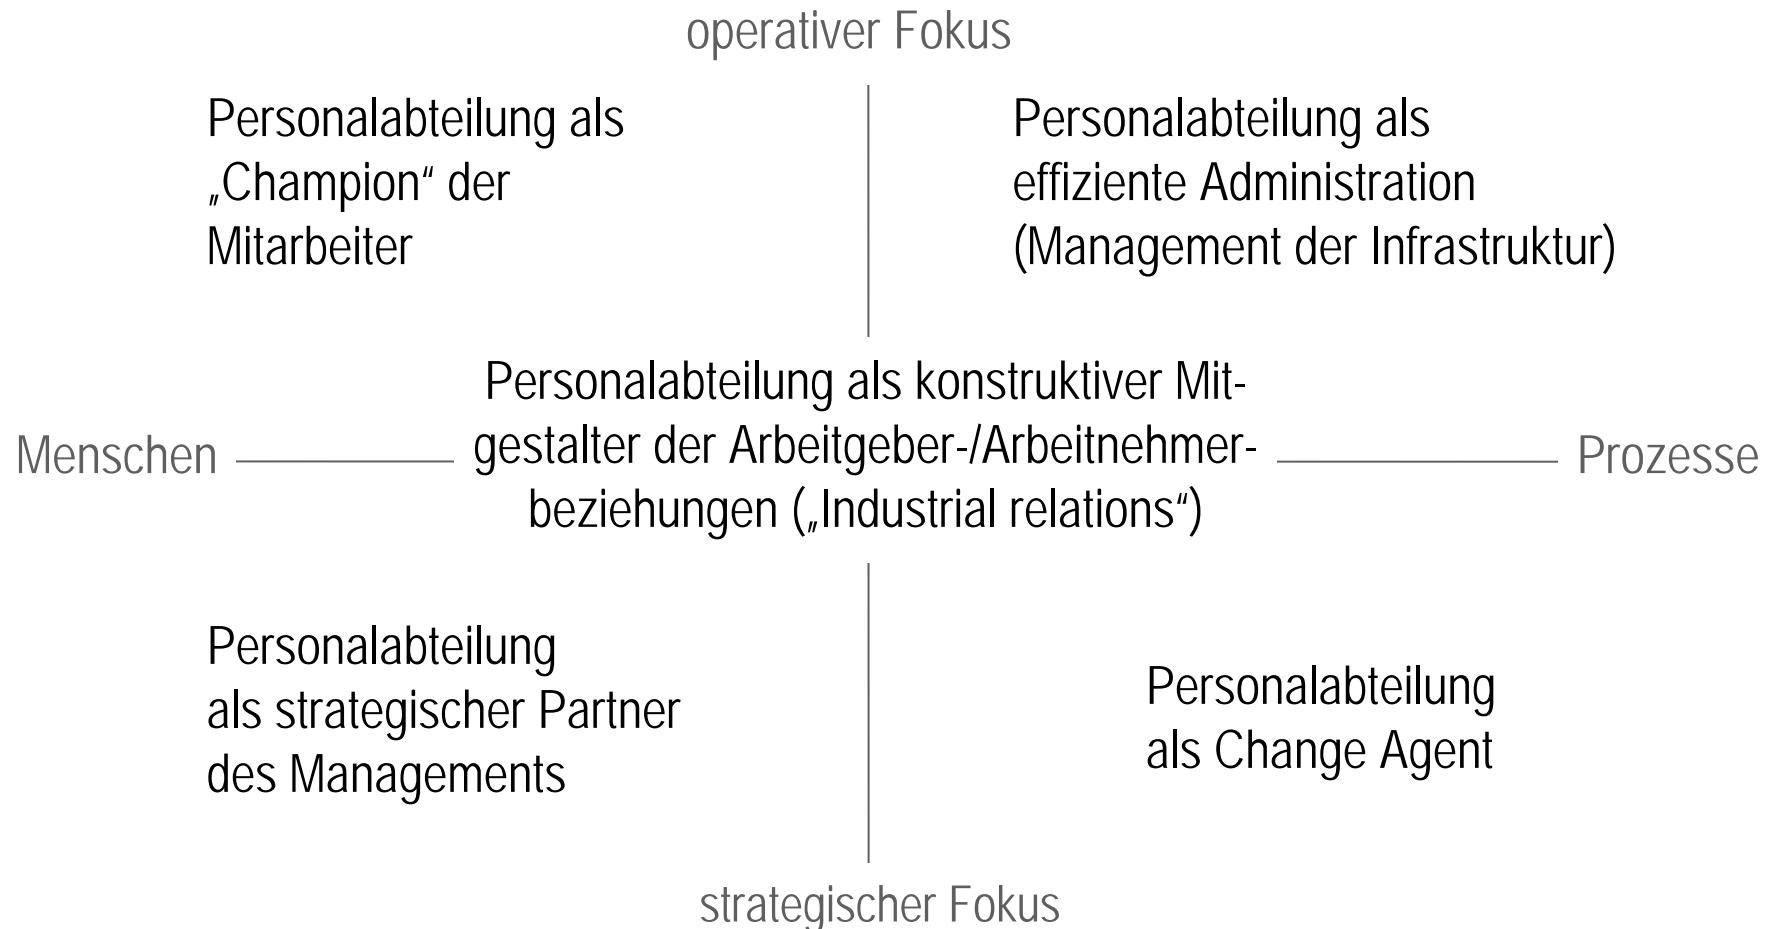 operativer Fokus
Personalabteilung als
„Champion“ der
Mitarbeiter
Personalabteilung als
effiziente Administration
(Management der Infrastruktur)
Personalabteilung als konstruktiver Mit-
gestalter der Arbeitgeber-/Arbeitnehmer-
beziehungen („Industrial relations“)
Menschen
Prozesse
Personalabteilung
als strategischer Partner
des Managements
Personalabteilung
als Change Agent
strategischer Fokus